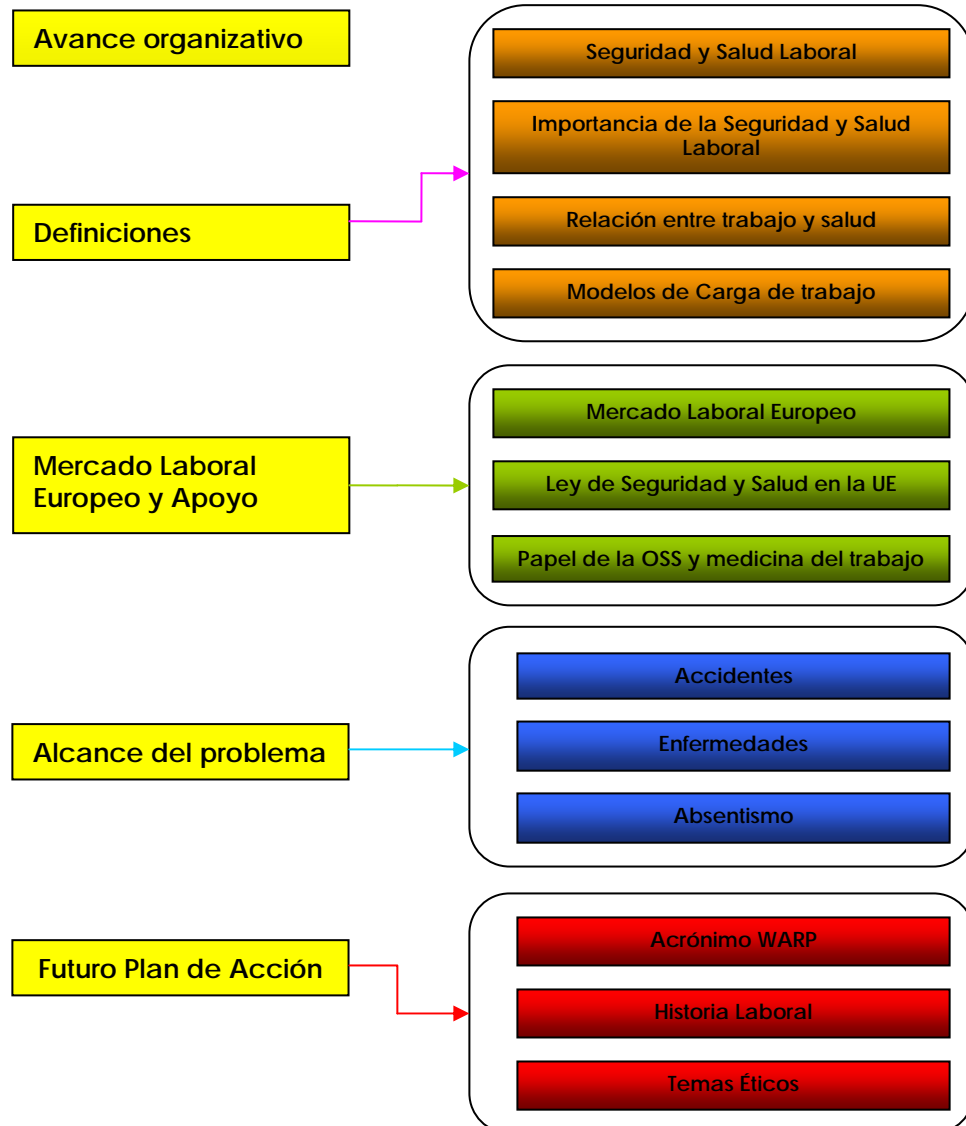 Avance organizativo
Definiciones
Seguridad y Salud Laboral
Importancia de la Seguridad y Salud
Laboral
Relación entre trabajo y salud
Modelos de Carga de trabajo
Mercado Laboral
Europeo y Apoyo
Mercado Laboral Europeo
Ley de Seguridad y Salud en la UE
Papel de la OSS y medicina del trabajo
Alcance del problema
Accidentes
Enfermedades
Absentismo
Futuro Plan de Acción
Acrónimo WARP
Historia Laboral
Temas Éticos